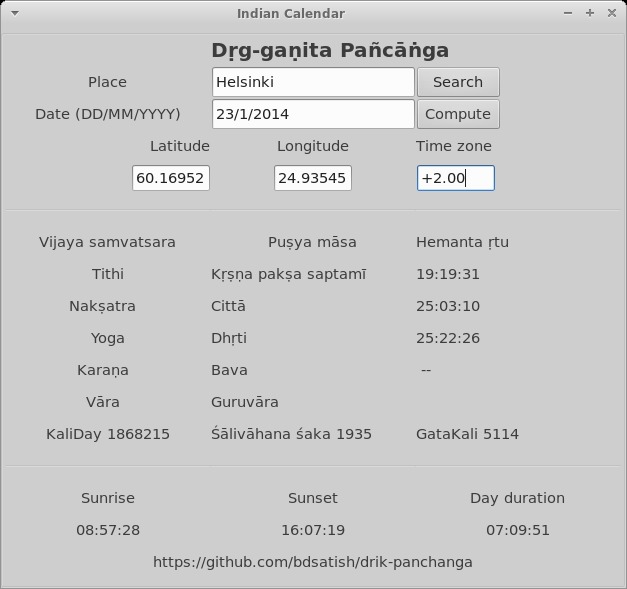 Indian Calendar
Dṛg-gaṇita Pañcāṅga
Place Helsinki Search
Date (DD/MM/YYYY) 23/1/2014 Compute
Latitude Longitude Time zone
60.16952 24.93545 +2.00
Vijaya samvatsara Puṣya māsa Hemanta ṛtu
Tithi Kṛṣṇa pakṣa saptamī 19:19:31
Nakṣatra Cittā 25:03:10
Yoga Dhṛti 25:22:26
Karaṇa Bava --
Vāra Guruvāra
KaliDay 1868215 Śālivāhana śaka 1935 GataKali 5114
Sunrise Sunset Day duration
08:57:28 16:07:19 07:09:51
https://github.com/bdsatish/drik-panchanga